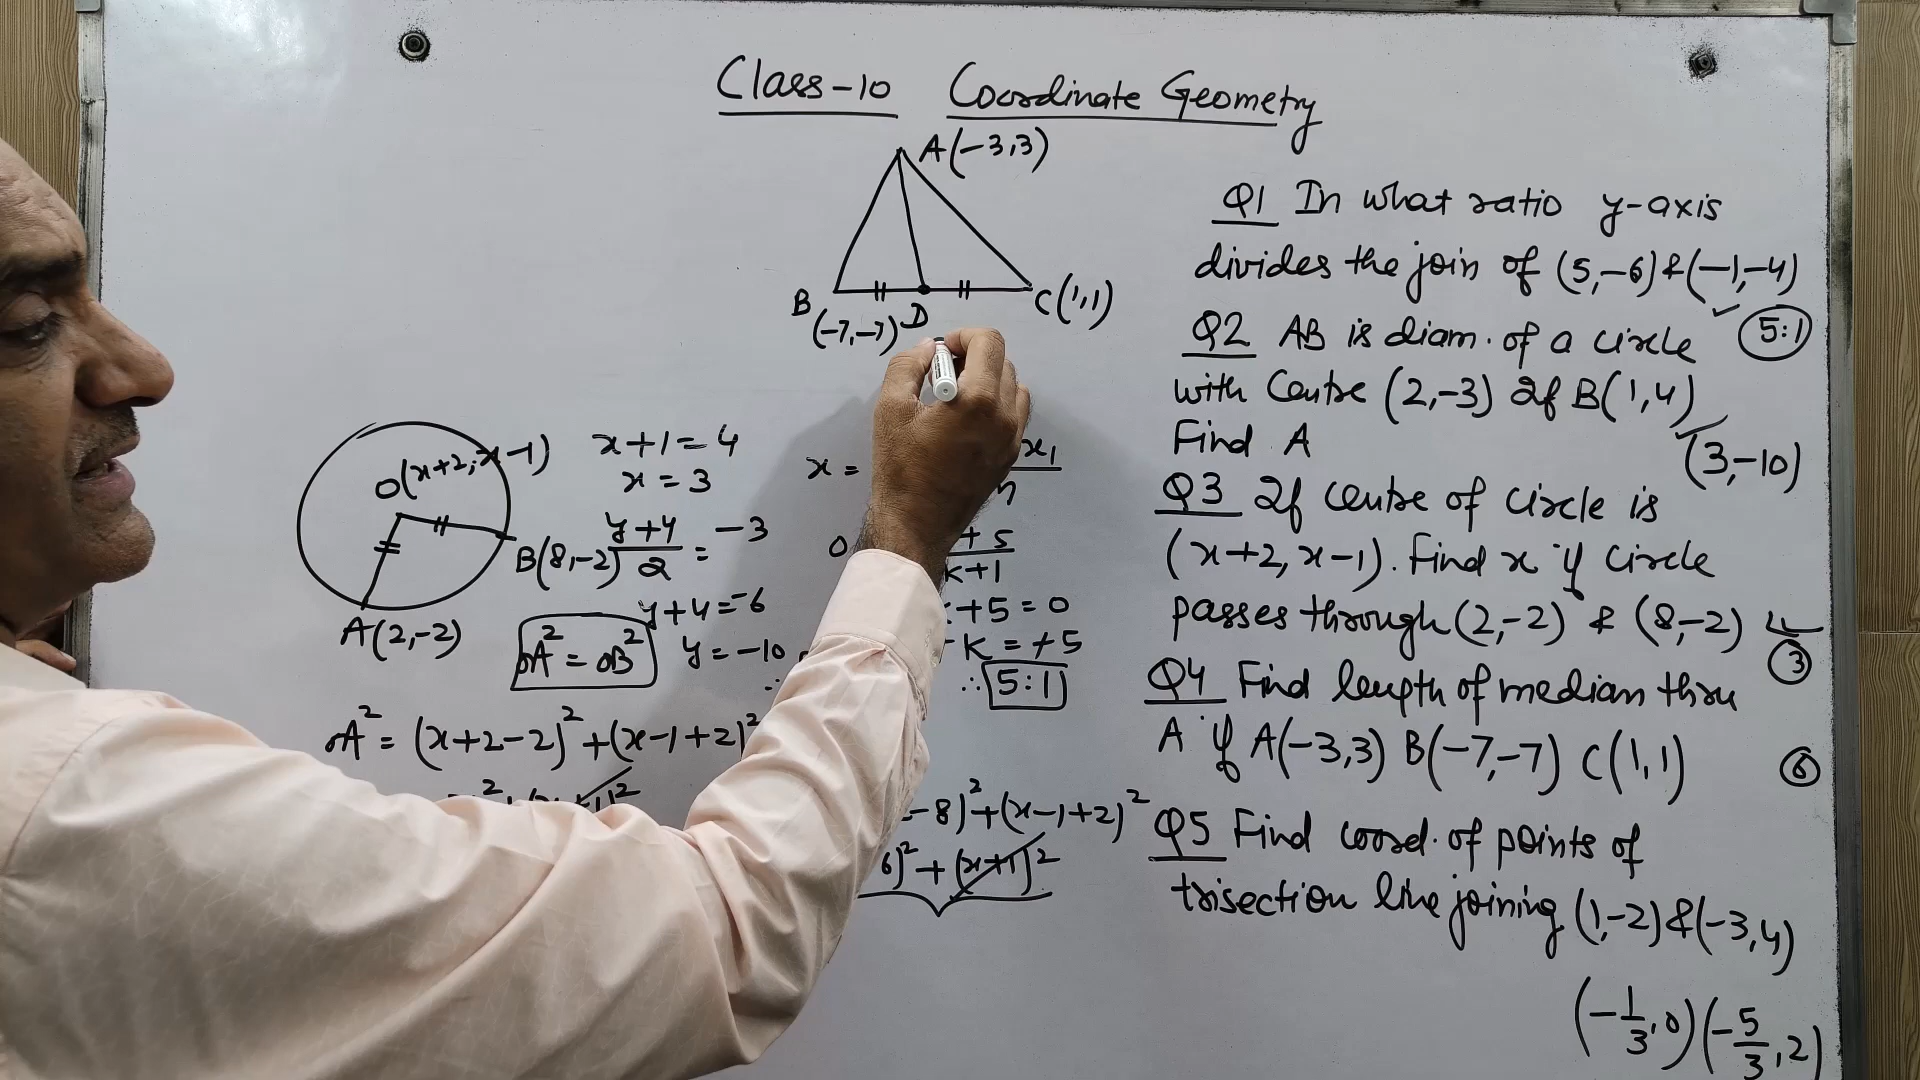 Class-10 Coordinate Geometry
A(-3,3)
B
(-7,-7)
D
C(1,1)
O(x+2, x-1)
B(8,-2)
A(2,-2)
OA² = OB²
x+1 = 4
x = 3
y+4/2 = -3
y+4 = -6
y = -10
x =
x₁
0
+5
k+1
+5 = 0
-k = +5
∴ 5:1
OA² = (x+2-2)² + (x-1+2)²
-8)² + (x-1+2)²
6)² + (x+1)²
Q1 In what ratio y-axis
divides the join of (5,-6) & (-1,-4)
5:1
Q2 AB is diam. of a circle
with Centre (2,-3) If B(1,4)
Find A
(3,-10)
Q3 If centre of circle is
(x+2, x-1). Find x if circle
passes through (2,-2) & (8,-2)
3
Q4 Find length of median thru
A if A(-3,3) B(-7,-7) C(1,1)
6
Q5 Find coord. of points of
trisection line joining (1,-2) & (-3,4)
(-1/3, 0) (-5/3, 2)